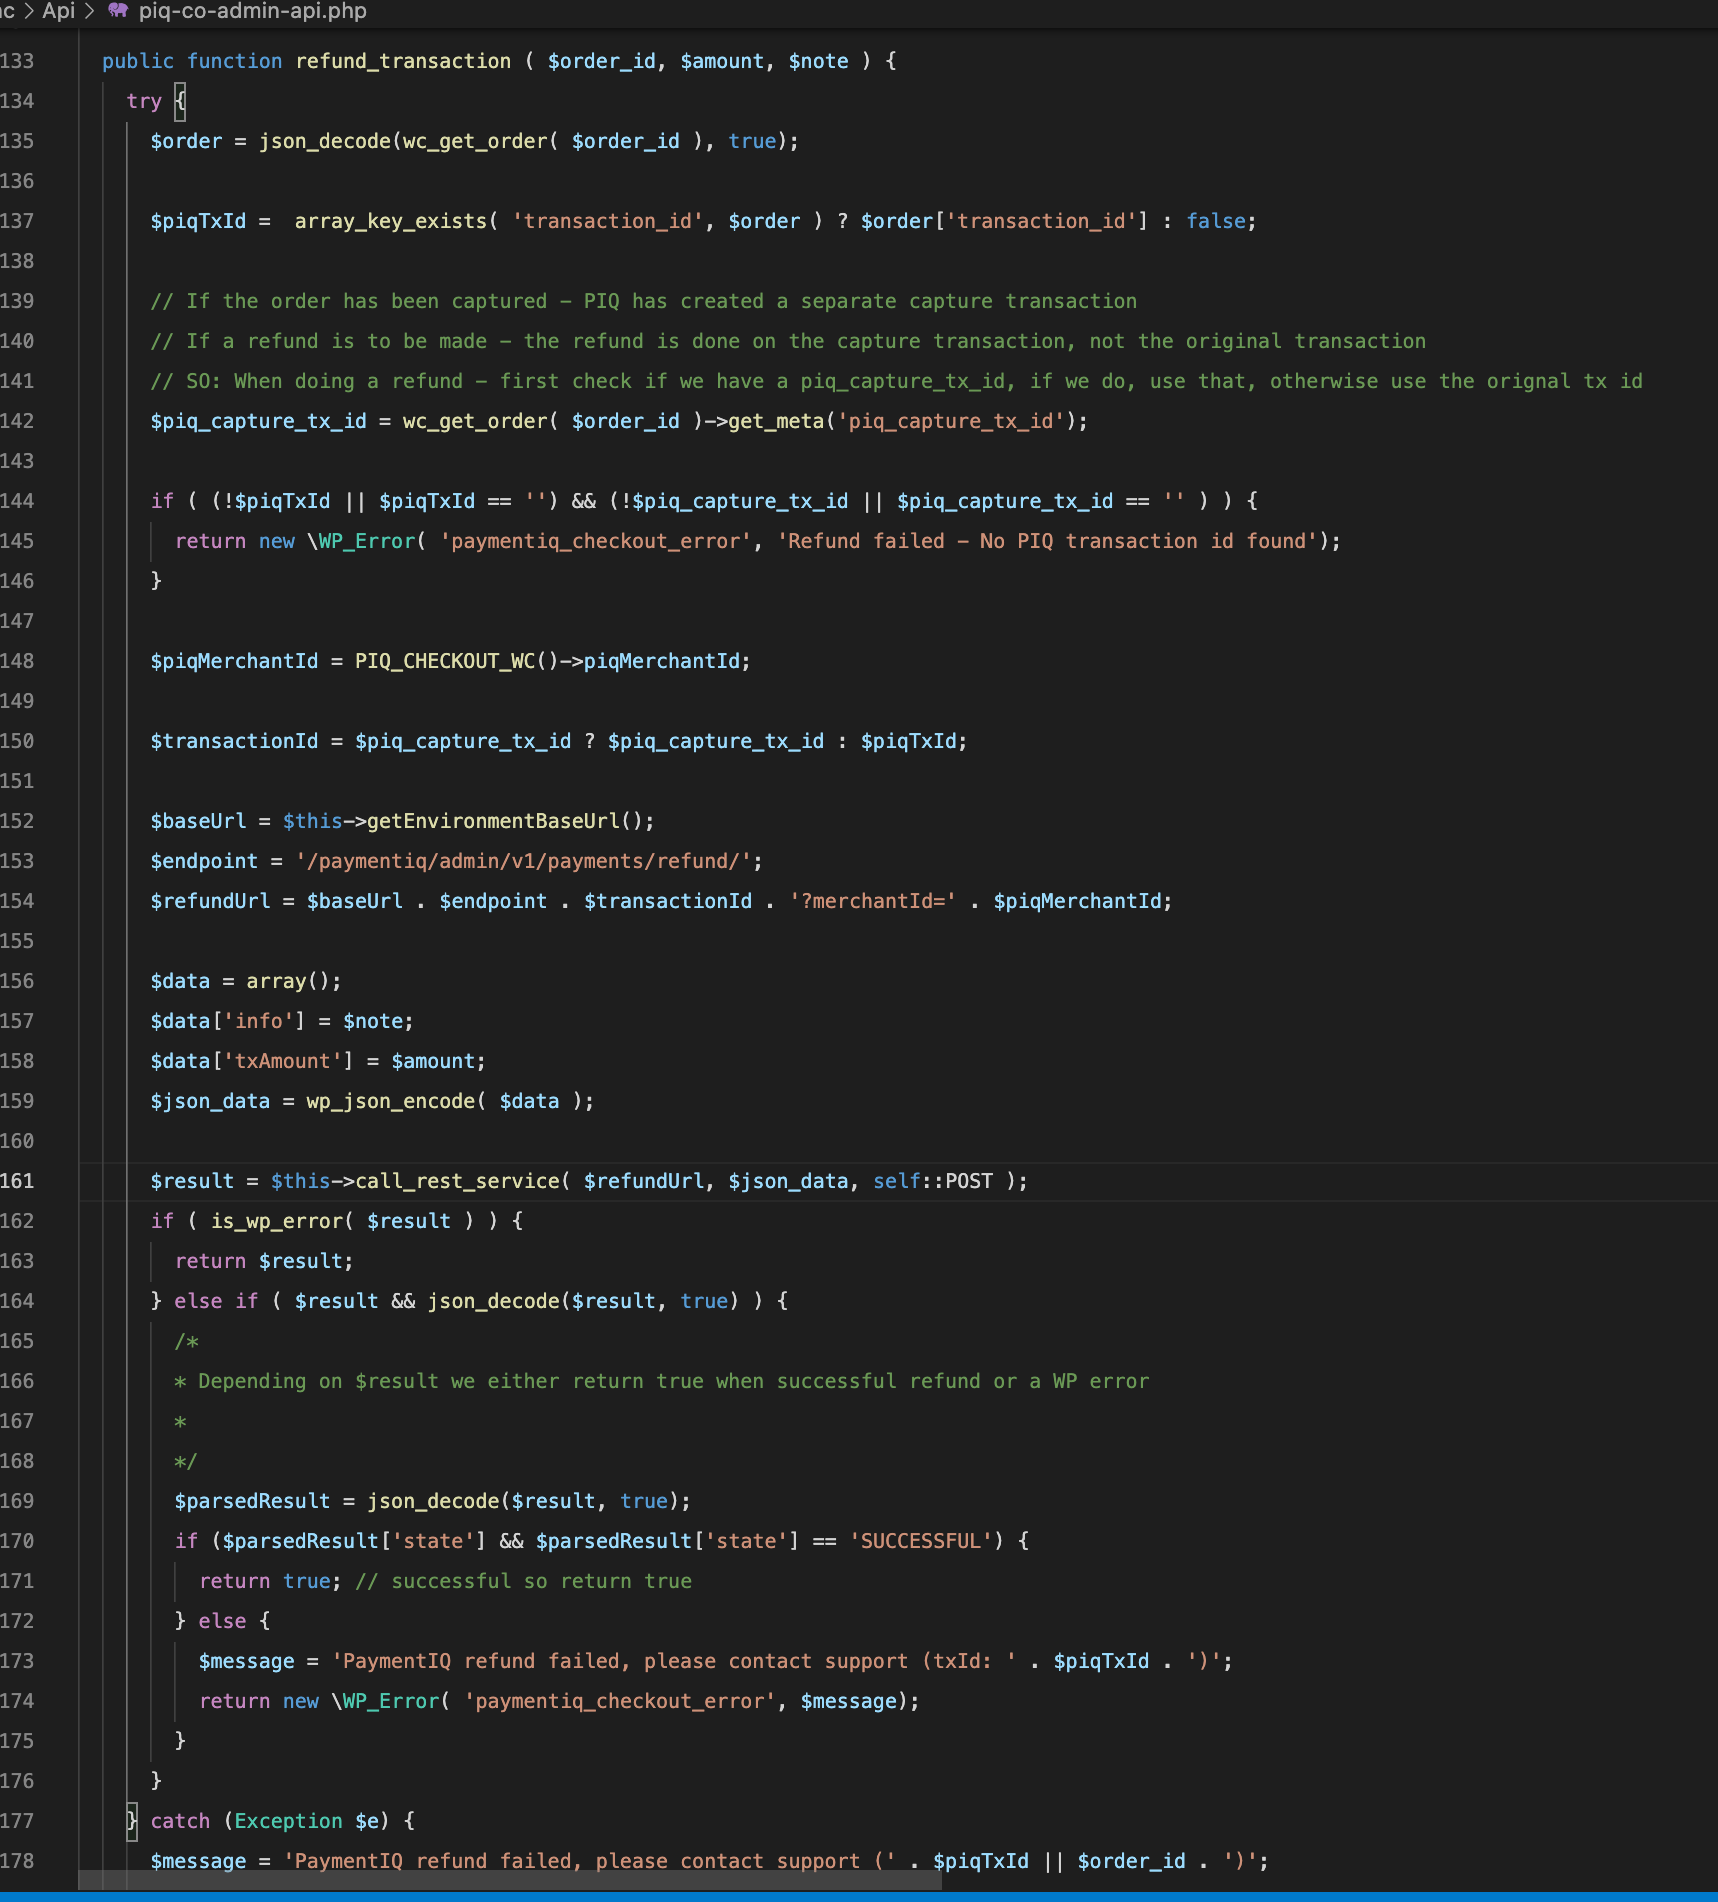 nc > Api > piq-co-admin-api.php
133 public function refund_transaction ( $order_id, $amount, $note ) {
134 try {
135 $order = json_decode(wc_get_order( $order_id ), true);
136
137 $piqTxId =  array_key_exists( 'transaction_id', $order ) ? $order['transaction_id'] : false;
138
139 // If the order has been captured - PIQ has created a separate capture transaction
140 // If a refund is to be made - the refund is done on the capture transaction, not the original transaction
141 // SO: When doing a refund - first check if we have a piq_capture_tx_id, if we do, use that, otherwise use the orignal tx id
142 $piq_capture_tx_id = wc_get_order( $order_id )->get_meta('piq_capture_tx_id');
143
144 if ( (!$piqTxId || $piqTxId == '') && (!$piq_capture_tx_id || $piq_capture_tx_id == '' ) ) {
145 return new \WP_Error( 'paymentiq_checkout_error', 'Refund failed - No PIQ transaction id found');
146 }
147
148 $piqMerchantId = PIQ_CHECKOUT_WC()->piqMerchantId;
149
150 $transactionId = $piq_capture_tx_id ? $piq_capture_tx_id : $piqTxId;
151
152 $baseUrl = $this->getEnvironmentBaseUrl();
153 $endpoint = '/paymentiq/admin/v1/payments/refund/';
154 $refundUrl = $baseUrl . $endpoint . $transactionId . '?merchantId=' . $piqMerchantId;
155
156 $data = array();
157 $data['info'] = $note;
158 $data['txAmount'] = $amount;
159 $json_data = wp_json_encode( $data );
160
161 $result = $this->call_rest_service( $refundUrl, $json_data, self::POST );
162 if ( is_wp_error( $result ) ) {
163 return $result;
164 } else if ( $result && json_decode($result, true) ) {
165 /*
166 * Depending on $result we either return true when successful refund or a WP error
167 *
168 */
169 $parsedResult = json_decode($result, true);
170 if ($parsedResult['state'] && $parsedResult['state'] == 'SUCCESSFUL') {
171 return true; // successful so return true
172 } else {
173 $message = 'PaymentIQ refund failed, please contact support (txId: ' . $piqTxId . ')';
174 return new \WP_Error( 'paymentiq_checkout_error', $message);
175 }
176 }
177 } catch (Exception $e) {
178 $message = 'PaymentIQ refund failed, please contact support (' . $piqTxId || $order_id . ')';